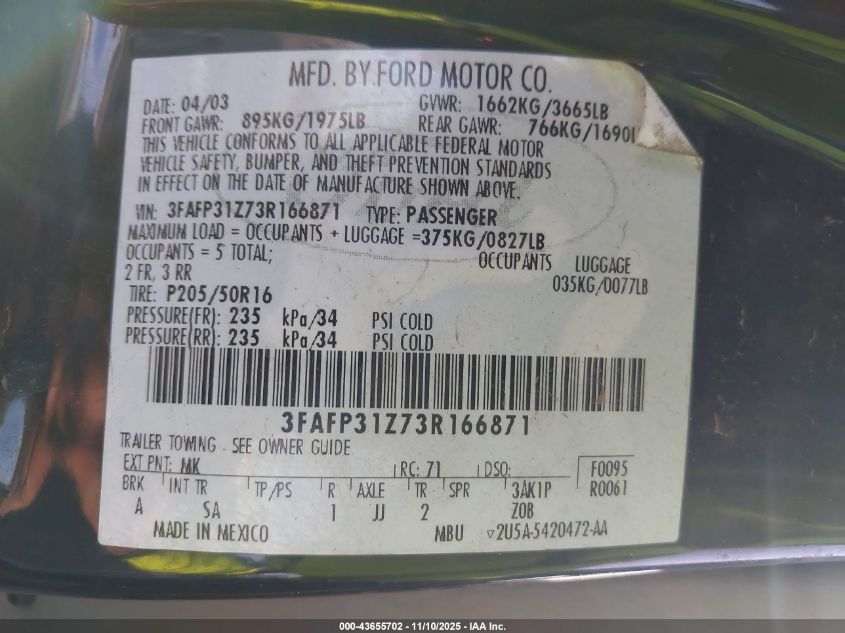 MFD. BY FORD MOTOR CO.
DATE: 04/03 GVWR: 1662KG/3665LB
FRONT GAWR: 895KG/1975LB REAR GAWR: 766KG/1690L
THIS VEHICLE CONFORMS TO ALL APPLICABLE FEDERAL MOTOR
VEHICLE SAFETY, BUMPER, AND THEFT PREVENTION STANDARDS
IN EFFECT ON THE DATE OF MANUFACTURE SHOWN ABOVE.
VIN: 3FAFP31Z73R166871 TYPE: PASSENGER
MAXIMUM LOAD = OCCUPANTS + LUGGAGE =375KG/0827LB
OCCUPANTS = 5 TOTAL; OCCUPANTS LUGGAGE
2 FR, 3 RR 035KG/0077LB
TIRE: P205/50R16
PRESSURE(FR): 235 kPa/34 PSI COLD
PRESSURE(RR): 235 kPa/34 PSI COLD
3FAFP31Z73R166871
TRAILER TOWING - SEE OWNER GUIDE
EXT PNT: MK RC: 71 DSO: F0095
BRK INT TR TP/PS R AXLE TR SPR 3AK1P R0061
A SA 1 JJ 2 Z0B
MADE IN MEXICO MBU 2U5A-5420472-AA
000-43655702 - 11/10/2025 - IAA Inc.